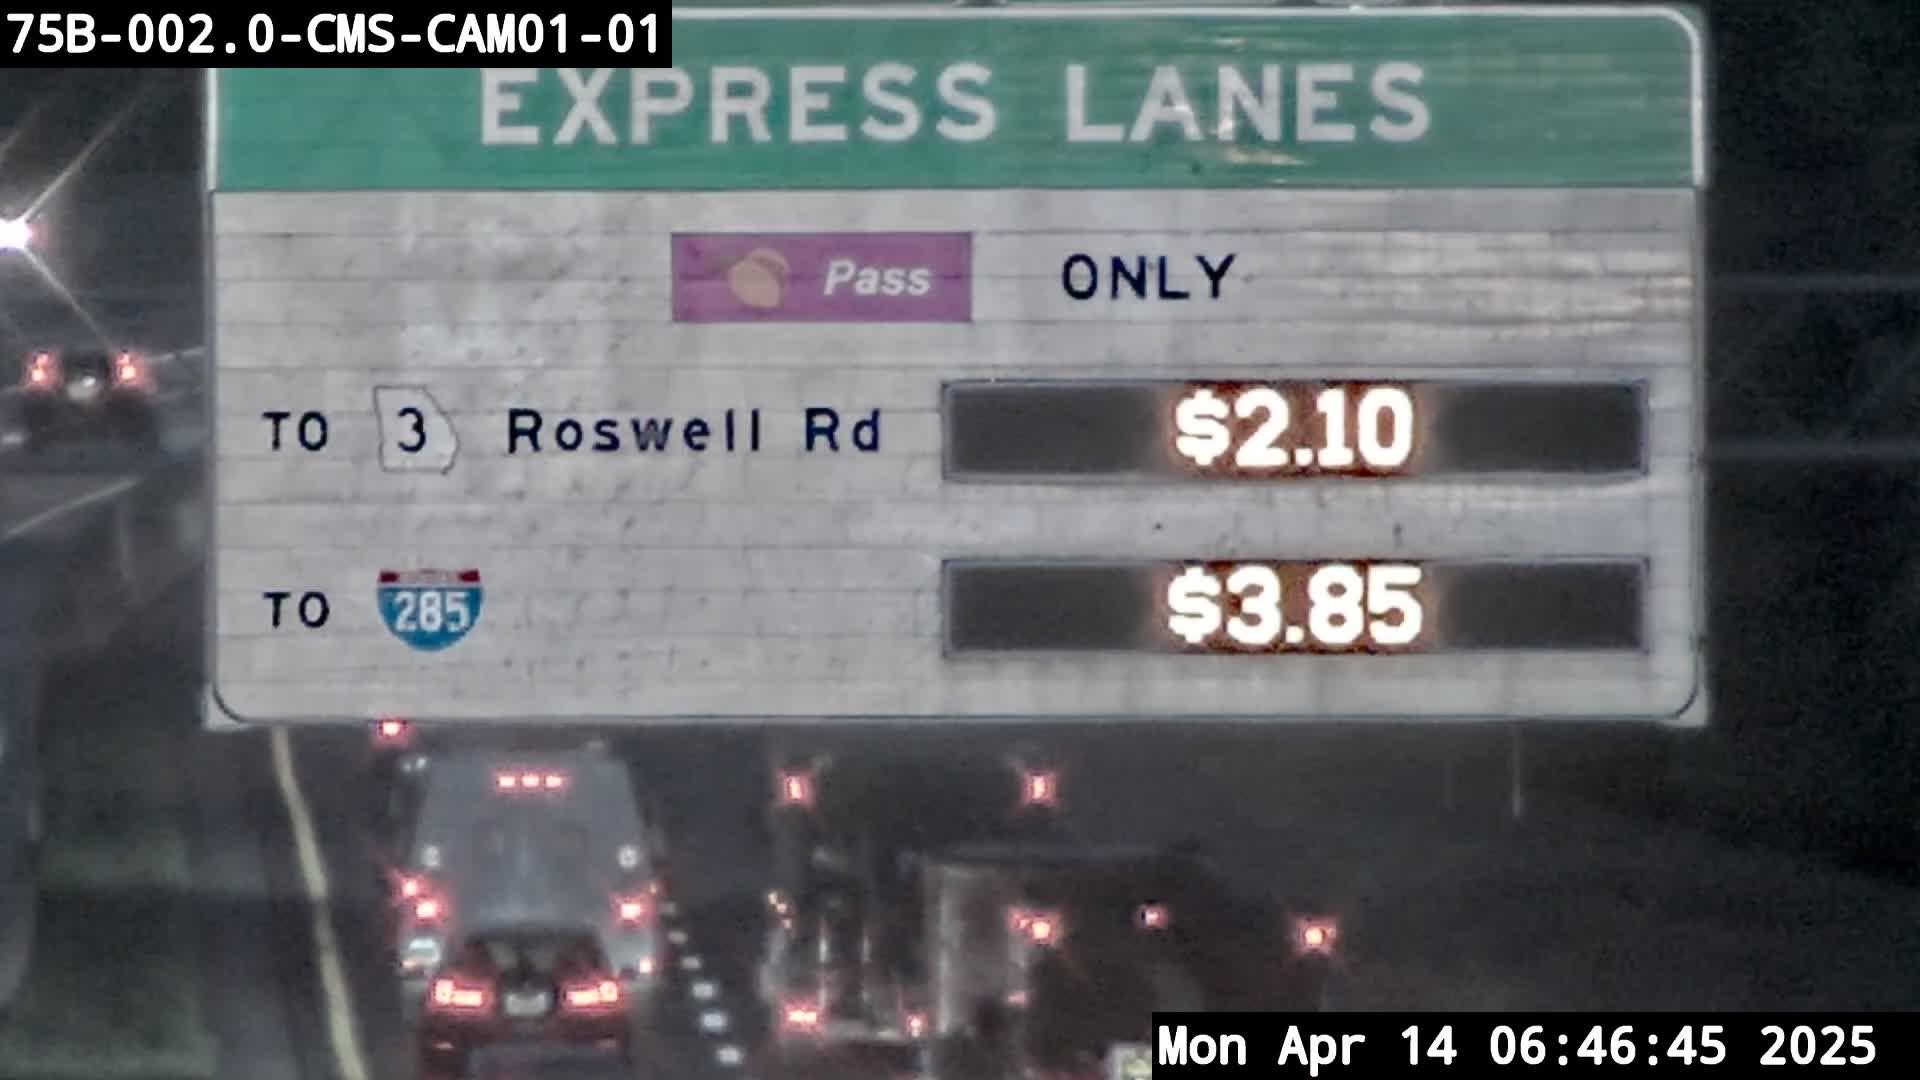 75B-002.0-CMS-CAM01-01
EXPRESS LANES
Pass ONLY
TO 3 Roswell Rd $2.10
TO 285 $3.85
Mon Apr 14 06:46:45 2025